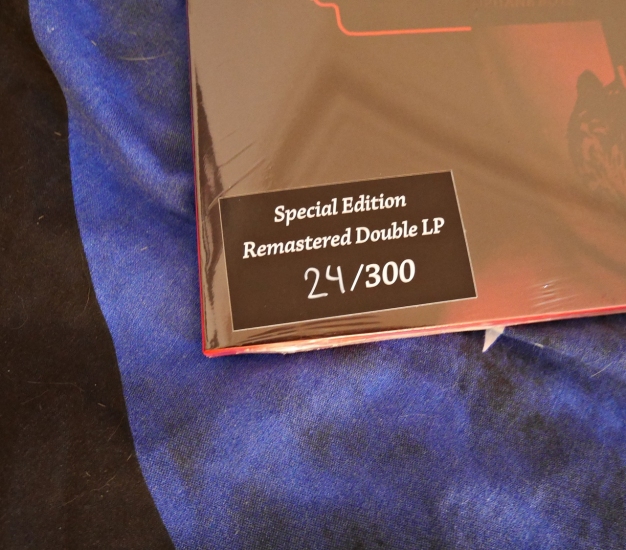 Special Edition
Remastered Double LP
24/300